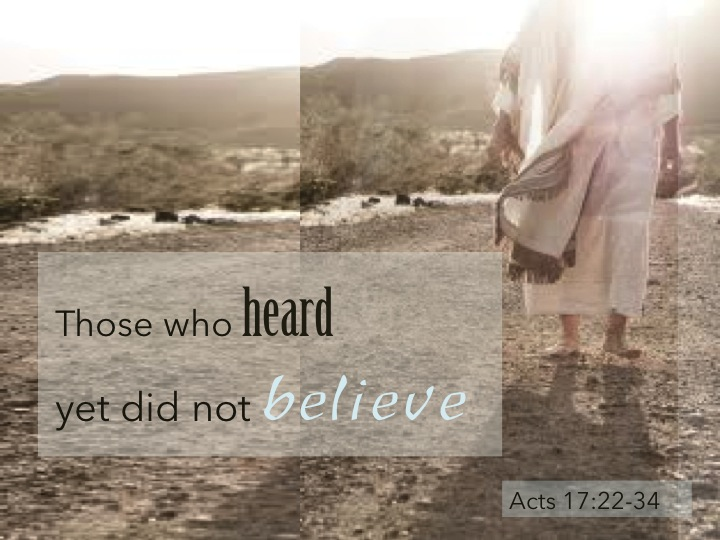 Those who heard
yet did not believe
Acts 17:22-34